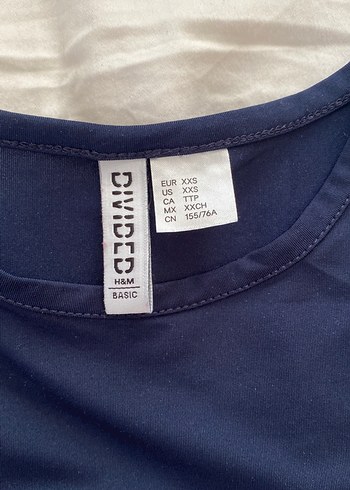 DIVIDED
H&M
BASIC
EUR XXS
US XXS
CA TTP
MX XXCH
CN 155/76A